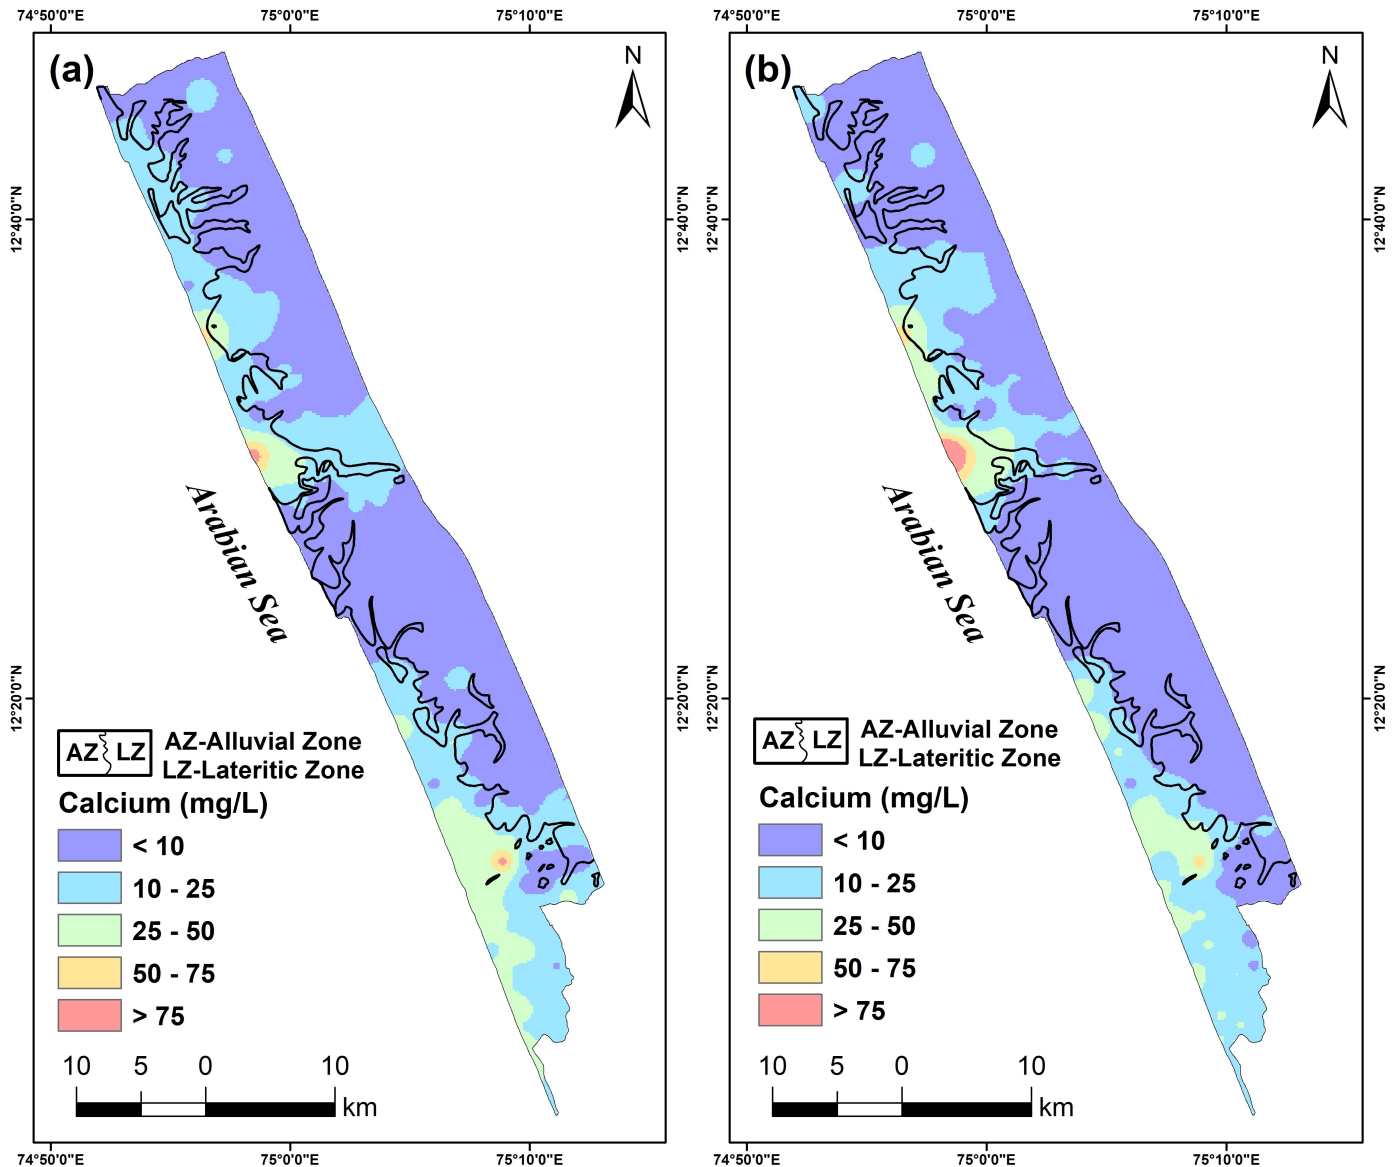 74°50'0"E 75°0'0"E 75°10'0"E 74°50'0"E 75°0'0"E 75°10'0"E
(a) N (b) N
12°40'0"N 12°40'0"N 12°40'0"N 12°40'0"N
Arabian Sea Arabian Sea
12°20'0"N 12°20'0"N 12°20'0"N 12°20'0"N
AZ LZ
AZ-Alluvial Zone
LZ-Lateritic Zone
Calcium (mg/L)
< 10
10 - 25
25 - 50
50 - 75
> 75
10 5 0 10
km
AZ LZ
AZ-Alluvial Zone
LZ-Lateritic Zone
Calcium (mg/L)
< 10
10 - 25
25 - 50
50 - 75
> 75
10 5 0 10
km
74°50'0"E 75°0'0"E 75°10'0"E 74°50'0"E 75°0'0"E 75°10'0"E